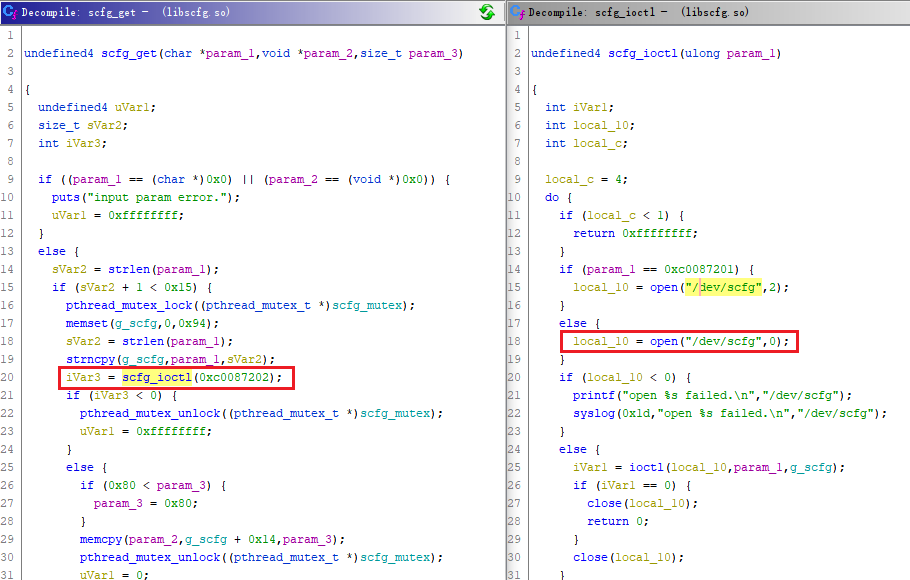 Decompile: scfg_get - (libscfg.so)
1
2 undefined4 scfg_get(char *param_1,void *param_2,size_t param_3)
3
4 {
5 undefined4 uVar1;
6 size_t sVar2;
7 int iVar3;
8
9 if ((param_1 == (char *)0x0) || (param_2 == (void *)0x0)) {
10 puts("input param error.");
11 uVar1 = 0xffffffff;
12 }
13 else {
14 sVar2 = strlen(param_1);
15 if (sVar2 + 1 < 0x15) {
16 pthread_mutex_lock((pthread_mutex_t *)scfg_mutex);
17 memset(g_scfg,0,0x94);
18 sVar2 = strlen(param_1);
19 strncpy(g_scfg,param_1,sVar2);
20 iVar3 = scfg_ioctl(0xc0087202);
21 if (iVar3 < 0) {
22 pthread_mutex_unlock((pthread_mutex_t *)scfg_mutex);
23 uVar1 = 0xffffffff;
24 }
25 else {
26 if (0x80 < param_3) {
27 param_3 = 0x80;
28 }
29 memcpy(param_2,g_scfg + 0x14,param_3);
30 pthread_mutex_unlock((pthread_mutex_t *)scfg_mutex);
31 uVar1 = 0;
Decompile: scfg_ioctl - (libscfg.so)
1
2 undefined4 scfg_ioctl(ulong param_1)
3
4 {
5 int iVar1;
6 int local_10;
7 int local_c;
8
9 local_c = 4;
10 do {
11 if (local_c < 1) {
12 return 0xffffffff;
13 }
14 if (param_1 == 0xc0087201) {
15 local_10 = open("/dev/scfg",2);
16 }
17 else {
18 local_10 = open("/dev/scfg",0);
19 }
20 if (local_10 < 0) {
21 printf("open %s failed.\n","/dev/scfg");
22 syslog(0x1d,"open %s failed.\n","/dev/scfg");
23 }
24 else {
25 iVar1 = ioctl(local_10,param_1,g_scfg);
26 if (iVar1 == 0) {
27 close(local_10);
28 return 0;
29 }
30 close(local_10);
31 }